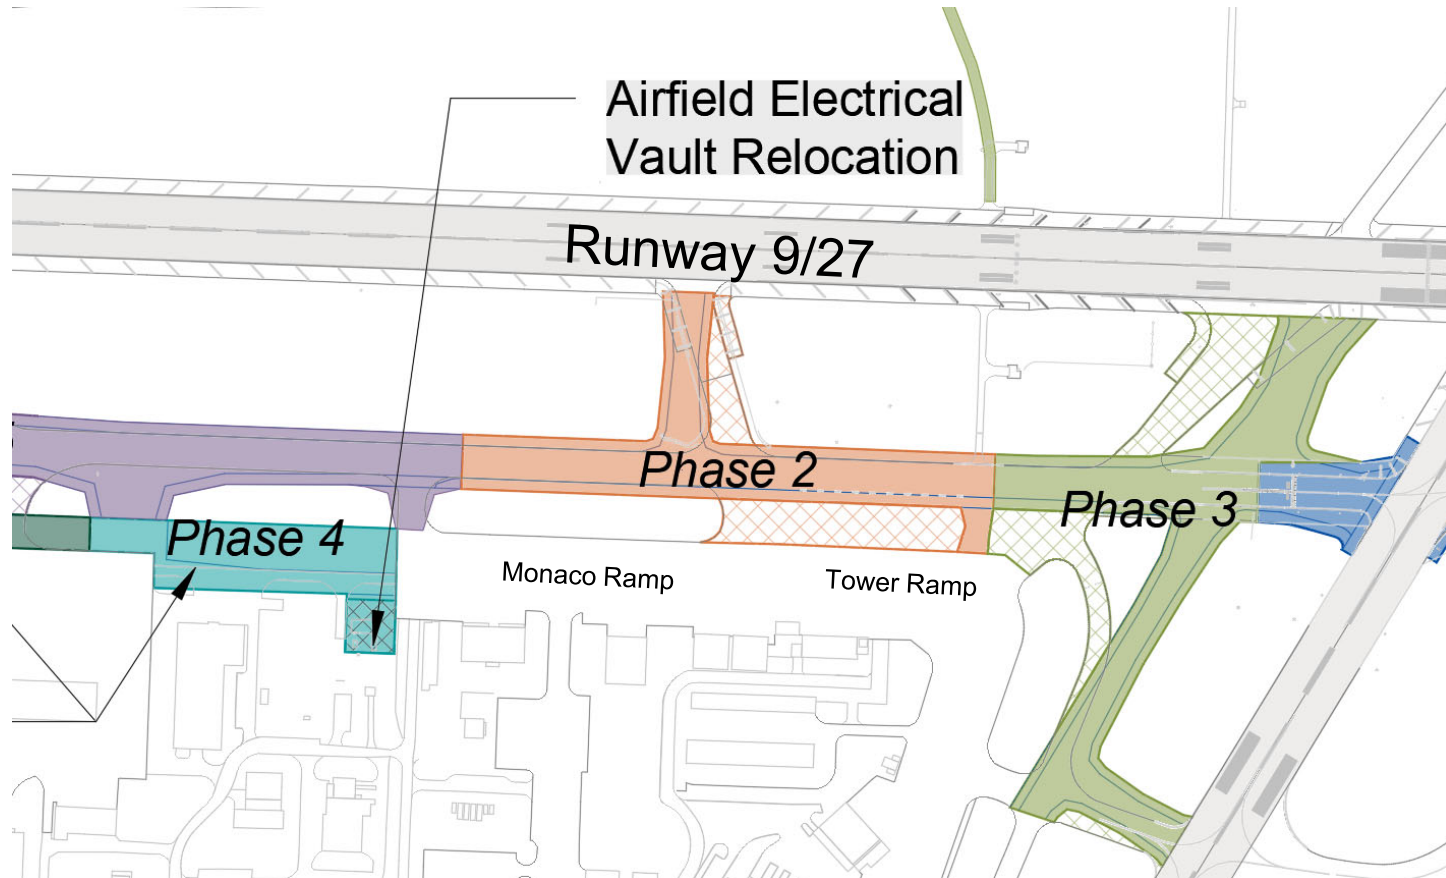 Airfield Electrical
Vault Relocation
Runway 9/27
Phase 2
Phase 3
Phase 4
Monaco Ramp
Tower Ramp